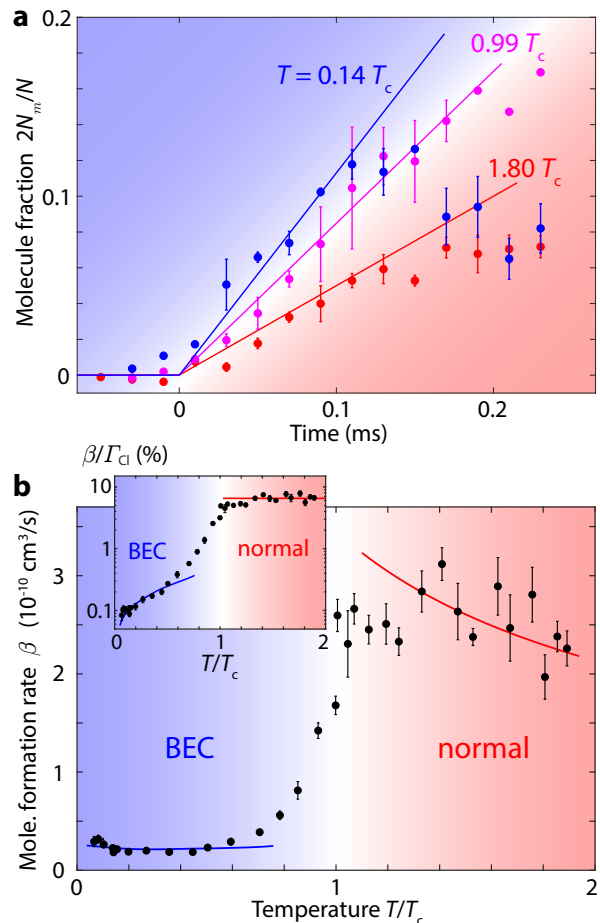 a
T = 0.14 Tc
0.99 Tc
1.80 Tc
Molecule fraction 2Nm/N
0.2
0.1
0
0
0.1
0.2
Time (ms)
b
β/ΓCI (%)
10
1
0.1
BEC
normal
0
1
2
T/Tc
Mole. formation rate β (10⁻¹⁰ cm³/s)
3
2
1
0
BEC
normal
0
1
2
Temperature T/Tc